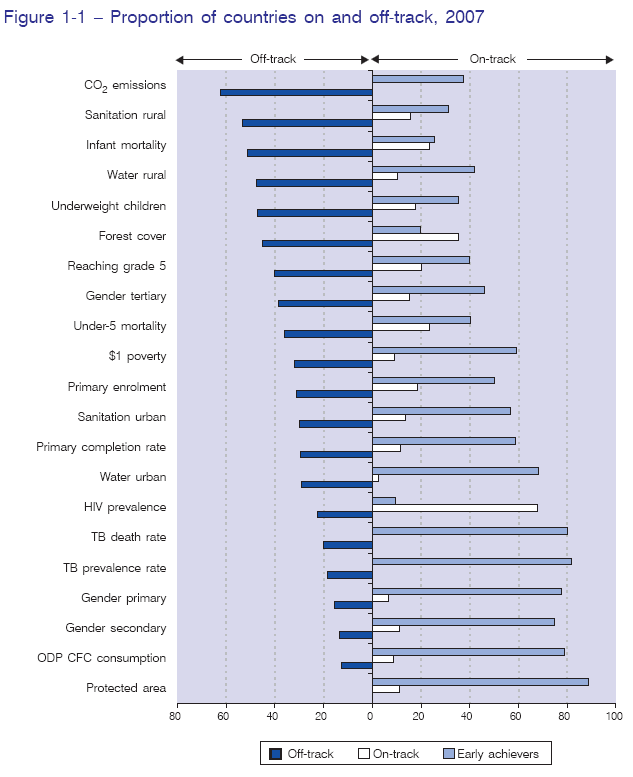 Figure 1-1 – Proportion of countries on and off-track, 2007
Off-track On-track
CO2 emissions
Sanitation rural
Infant mortality
Water rural
Underweight children
Forest cover
Reaching grade 5
Gender tertiary
Under-5 mortality
$1 poverty
Primary enrolment
Sanitation urban
Primary completion rate
Water urban
HIV prevalence
TB death rate
TB prevalence rate
Gender primary
Gender secondary
ODP CFC consumption
Protected area
80 60 40 20 0 20 40 60 80 100
Off-track On-track Early achievers